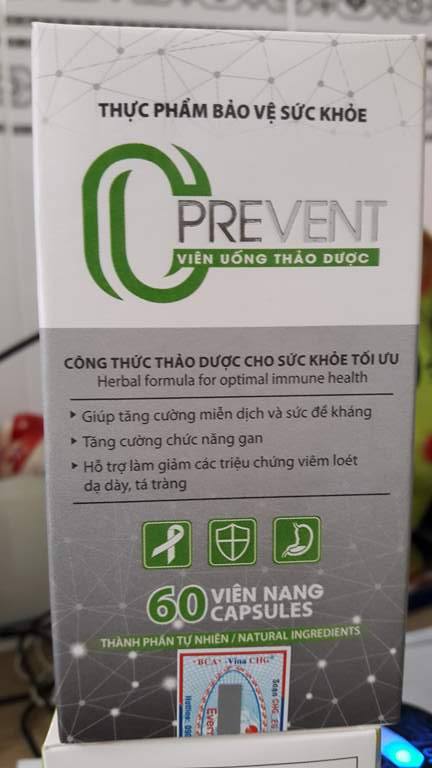 THỰC PHẨM BẢO VỆ SỨC KHỎE
C PREVENT
VIÊN UỐNG THẢO DƯỢC
CÔNG THỨC THẢO DƯỢC CHO SỨC KHỎE TỐI ƯU
Herbal formula for optimal immune health
Giúp tăng cường miễn dịch và sức đề kháng
Tăng cường chức năng gan
Hỗ trợ làm giảm các triệu chứng viêm loét
dạ dày, tá tràng
60 VIÊN NANG
CAPSULES
THÀNH PHẦN TỰ NHIÊN / NATURAL INGREDIENTS
Vina CHG
Hotline: